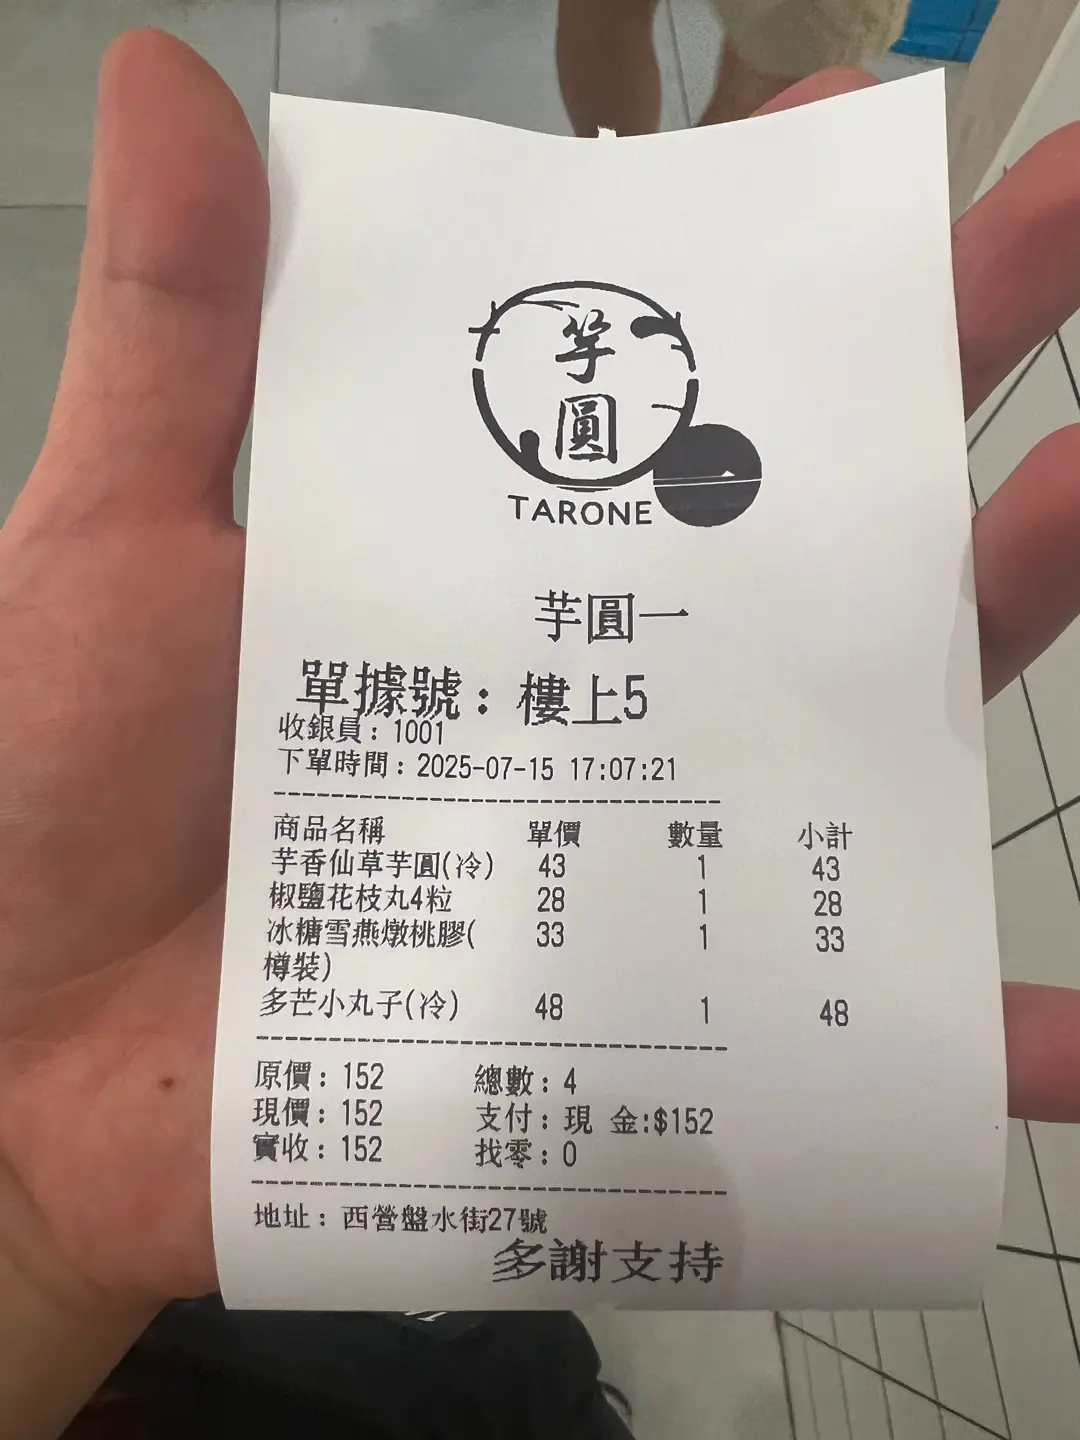 芋
圓
一
TARONE
芋圓一
單據號：樓上5
收銀員：1001
下單時間：2025-07-15 17:07:21
商品名稱 單價 數量 小計
芋香仙草芋圓(冷) 43 1 43
椒鹽花枝丸4粒 28 1 28
冰糖雪燕燉桃膠( 33 1 33
樽裝)
多芒小丸子(冷) 48 1 48
原價：152 總數：4
現價：152 支付：現 金:$152
實收：152 找零：0
地址：西營盤水街27號
多謝支持